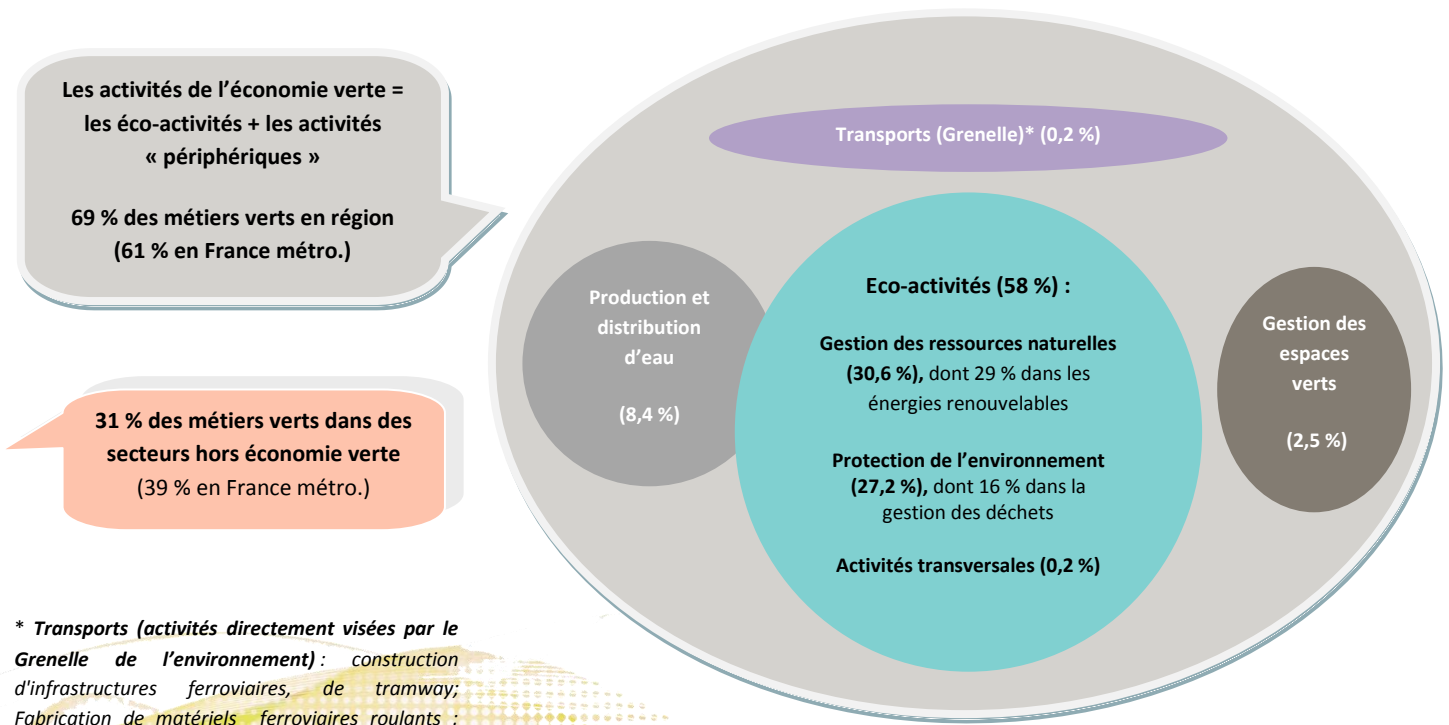 Les activités de l’économie verte =
les éco-activités + les activités
« périphériques »
69 % des métiers verts en région
(61 % en France métro.)
31 % des métiers verts dans des
secteurs hors économie verte
(39 % en France métro.)
Transports (Grenelle)* (0,2 %)
Production et
distribution
d’eau
(8,4 %)
Eco-activités (58 %) :
Gestion des ressources naturelles
(30,6 %), dont 29 % dans les
énergies renouvelables
Protection de l’environnement
(27,2 %), dont 16 % dans la
gestion des déchets
Activités transversales (0,2 %)
Gestion des
espaces
verts
(2,5 %)
* Transports (activités directement visées par le
Grenelle de l’environnement) : construction
d'infrastructures ferroviaires, de tramway;
Fabrication de matériels ferroviaires roulants ;